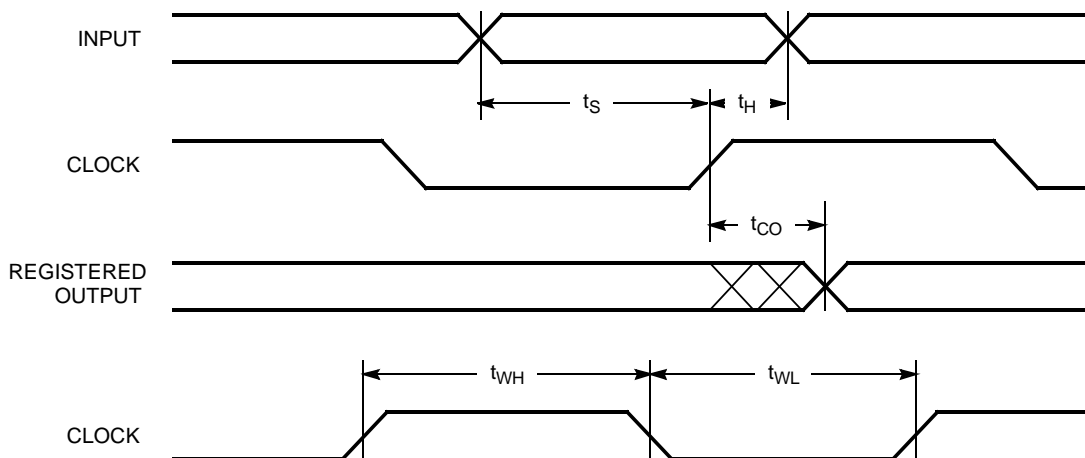 INPUT
t_S
t_H
CLOCK
t_CO
REGISTERED
OUTPUT
t_WH
t_WL
CLOCK